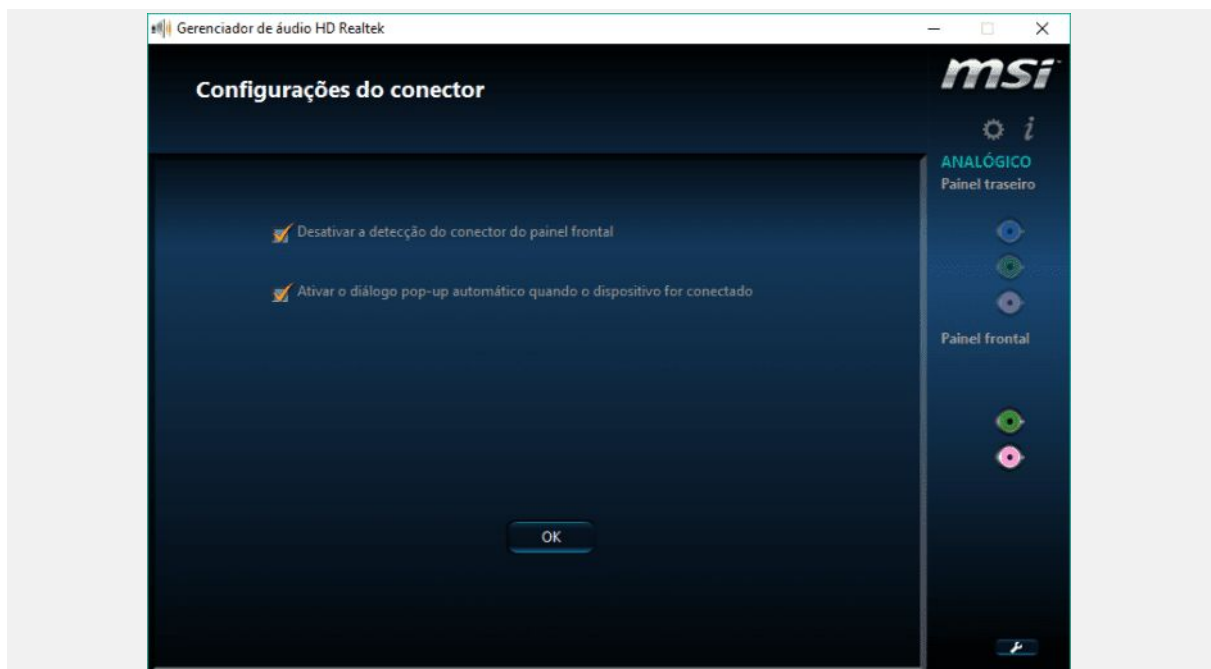 Gerenciador de áudio HD Realtek
Configurações do conector
msi
i
ANALÓGICO
Painel traseiro
Desativar a detecção do conector do painel frontal
Ativar o diálogo pop-up automático quando o dispositivo for conectado
Painel frontal
OK